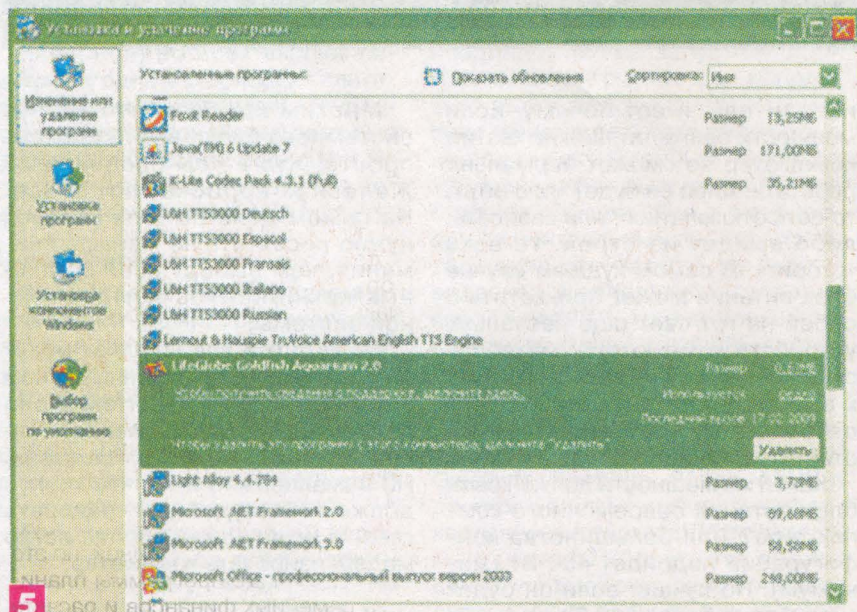 Установка и удаление программ
Изменение или
удаление
программ
Установка
программ
Установка
компонентов
Windows
Выбор
программ
по умолчанию
Установленные программы:
Показать обновления
Сортировка: Имя
Foxit Reader Размер 13,25МБ
Java(TM) 6 Update 7 Размер 171,00МБ
K-Lite Codec Pack 4.3.1 (Full) Размер 35,21МБ
L&H TTS3000 Deutsch
L&H TTS3000 Espanol
L&H TTS3000 Fransais
L&H TTS3000 Italiano
L&H TTS3000 Russian
Lernout & Hauspie TruVoice American English TTS Engine
LifeGlobe Goldfish Aquarium 2.0 Размер
Чтобы получить сведения о поддержке, щелкните здесь. Используется редко
Последний вызов 17.02.2009
Чтобы удалить эту программу с этого компьютера, щелкните "Удалить" Удалить
Light Alloy 4.4.784 Размер 3,73МБ
Microsoft .NET Framework 2.0 Размер
Microsoft .NET Framework 3.0 Размер
Microsoft Office - профессиональный выпуск версии 2003 Размер 298,00МБ
5